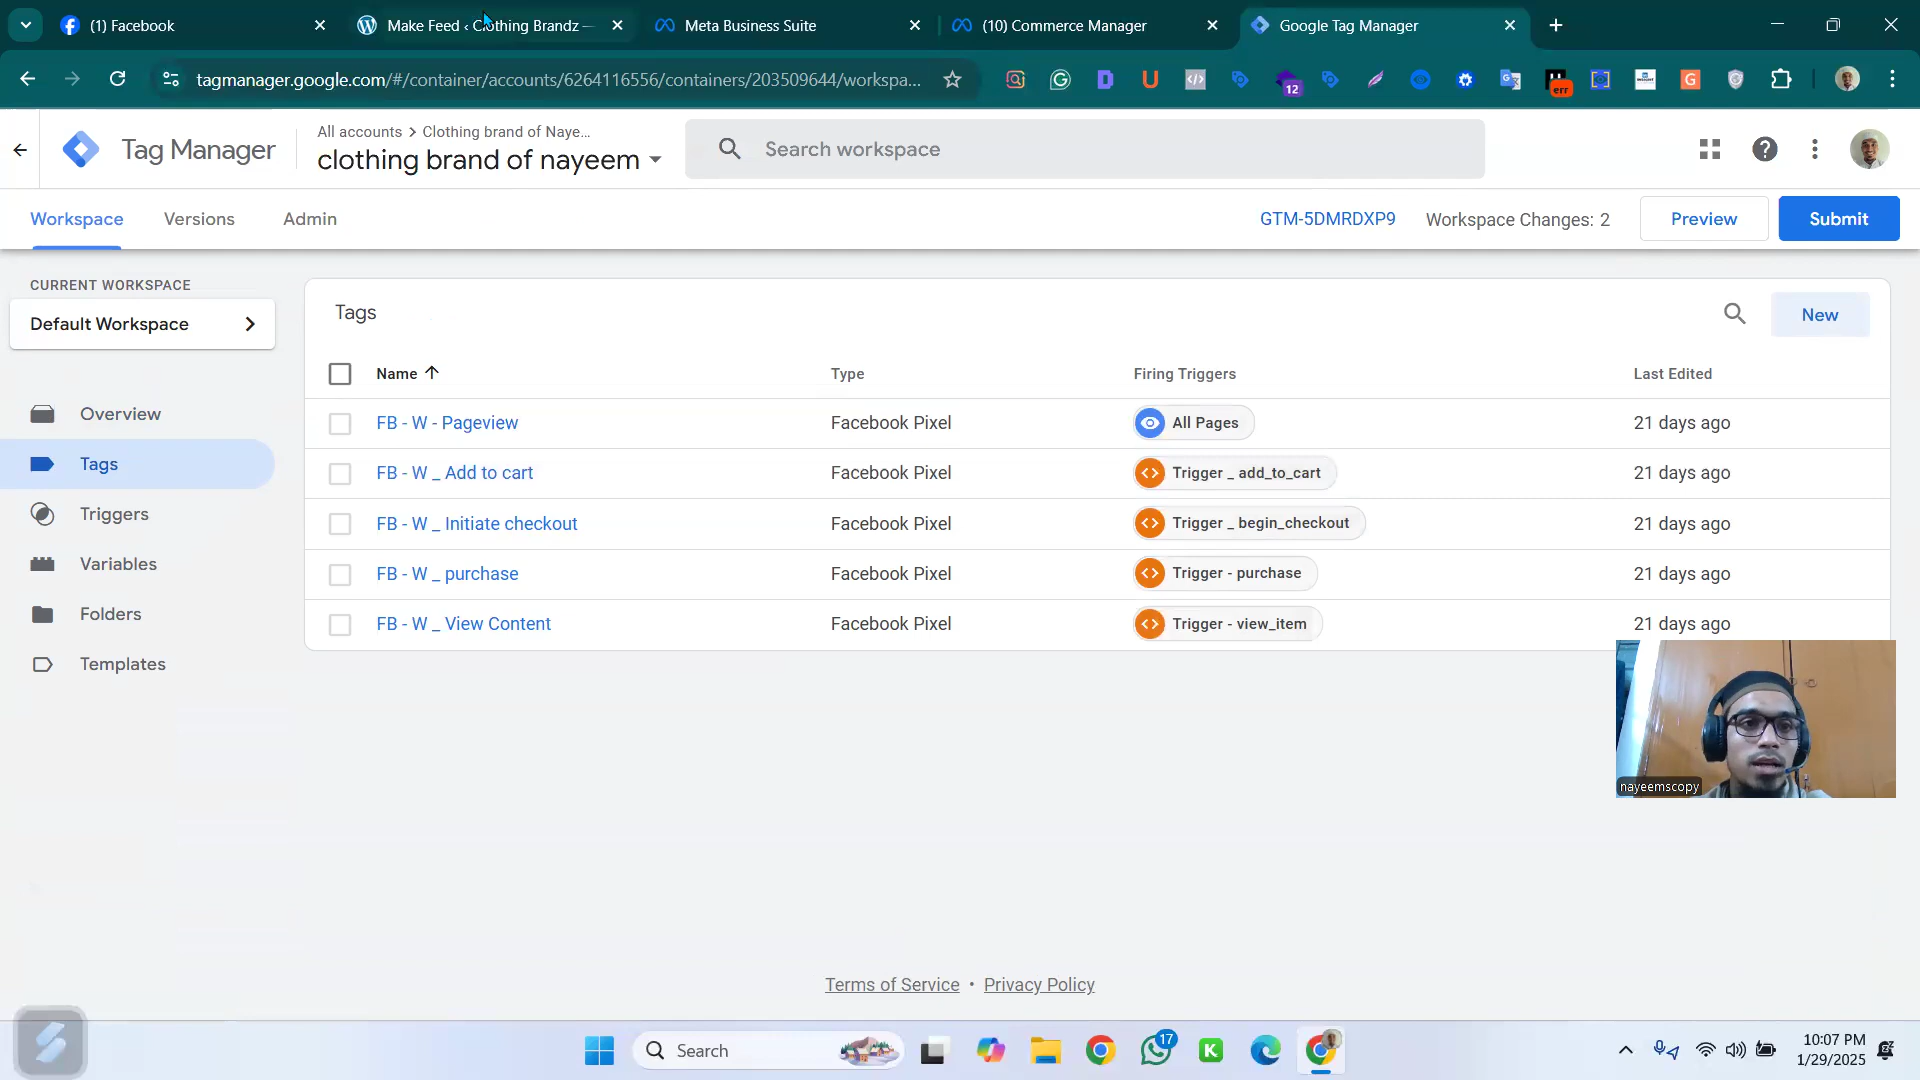 (1) Facebook
Make Feed ‹ Clothing Brandz —
Meta Business Suite
(10) Commerce Manager
Google Tag Manager
tagmanager.google.com/#/container/accounts/6264116556/containers/203509644/workspa...
12
err
Tag Manager
All accounts > Clothing brand of Naye...
clothing brand of nayeem
Search workspace
Workspace
Versions
Admin
GTM-5DMRDXP9
Workspace Changes: 2
Preview
Submit
CURRENT WORKSPACE
Default Workspace
Overview
Tags
Triggers
Variables
Folders
Templates
Tags
New
Name
Type
Firing Triggers
Last Edited
FB - W - Pageview
Facebook Pixel
All Pages
21 days ago
FB - W _ Add to cart
Facebook Pixel
Trigger _ add_to_cart
21 days ago
FB - W _ Initiate checkout
Facebook Pixel
Trigger _ begin_checkout
21 days ago
FB - W _ purchase
Facebook Pixel
Trigger - purchase
21 days ago
FB - W _ View Content
Facebook Pixel
Trigger - view_item
21 days ago
nayeemscopy
Terms of Service • Privacy Policy
Search
17
10:07 PM
1/29/2025